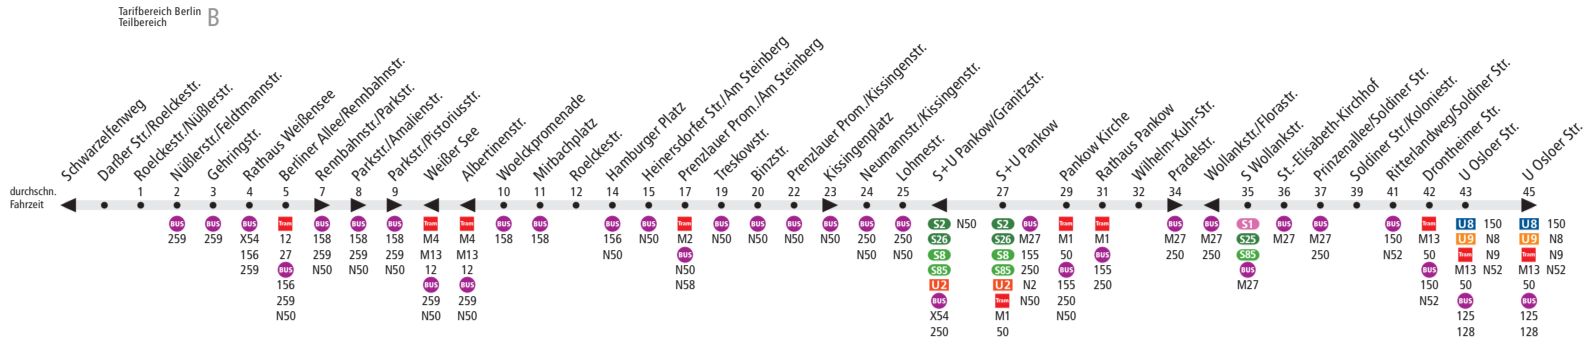 Tarifbereich Berlin
Teilbereich B
Schwarzelfenweg
Darßer Str./Roelckestr.
Roelckestr./Nüßlerstr.
Nüßlerstr./Feldtmannstr.
Gehringstr.
Rathaus Weißensee
Berliner Allee/Rennbahnstr.
Rennbahnstr./Parkstr.
Parkstr./Amalienstr.
Parkstr./Pistoriusstr.
Weißer See
Albertinenstr.
Woelckpromenade
Mirbachplatz
Roelckestr.
Hamburger Platz
Heinersdorfer Str./Am Steinberg
Prenzlauer Prom./Am Steinberg
Treskowstr.
Binzstr.
Prenzlauer Prom./Kissingenstr.
Kissingenplatz
Neumannstr./Kissingenstr.
Lohmestr.
S+U Pankow/Granitzstr.
S+U Pankow
Pankow Kirche
Rathaus Pankow
Wilhelm-Kuhr-Str.
Pradelstr.
Wollankstr./Florastr.
S Wollankstr.
St.-Elisabeth-Kirchhof
Prinzenallee/Soldiner Str.
Soldiner Str./Koloniestr.
Ritterlandweg/Soldiner Str.
Drontheimer Str.
U Osloer Str.
U Osloer Str.
durchschn. 1 2 3 4 5 7 8 9 10 11 12 14 15 17 19 20 22 23 24 25 27 29 31 32 34 35 36 37 39 41 42 43 45
Fahrzeit
BUS BUS BUS Tram BUS BUS BUS Tram Tram BUS BUS BUS BUS Tram BUS BUS BUS BUS BUS BUS S2 N50 S2 BUS Tram Tram BUS BUS S1 BUS BUS BUS Tram U8 150 U8 150
259 259 X54 12 158 158 158 M4 M4 158 158 156 N50 M2 N50 N50 N50 N50 250 250 S26 S26 M27 M1 M1 M27 M27 S25 M27 M27 150 M13 U9 N8 U9 N8
156 27 259 259 259 M13 M13 N50 BUS N50 N50 S8 S8 155 50 BUS 250 250 S85 250 N52 50 Tram N9 Tram N9
259 BUS N50 N50 N50 12 12 N50 S85 S85 250 BUS 155 BUS BUS M13 N52 M13 N52
156 BUS BUS N58 U2 U2 N2 155 250 M27 150 50 50
259 259 259 BUS Tram N50 250 N52 BUS BUS
N50 N50 N50 X54 M1 N50 125 125
250 50 128 128